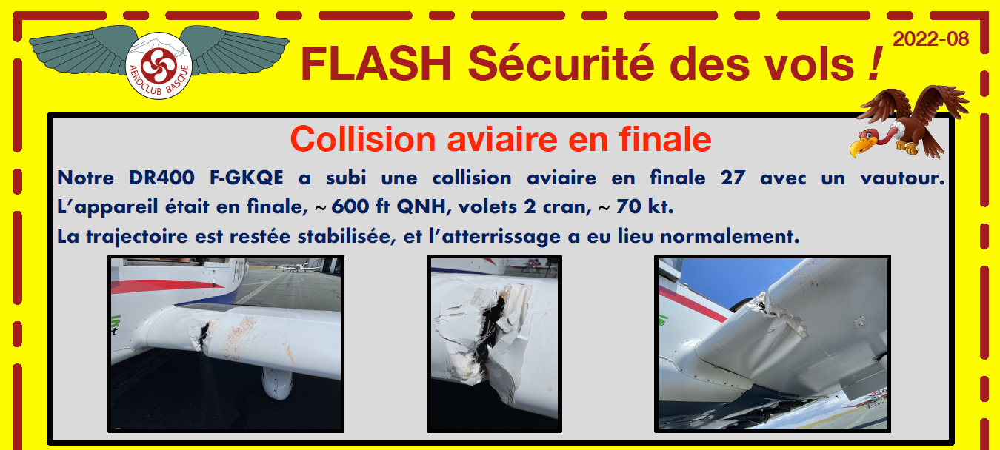 2022-08
FLASH Sécurité des vols !
AEROCLUB BASQUE
Collision aviaire en finale
Notre DR400 F-GKQE a subi une collision aviaire en finale 27 avec un vautour.
L’appareil était en finale, ~ 600 ft QNH, volets 2 cran, ~ 70 kt.
La trajectoire est restée stabilisée, et l’atterrissage a eu lieu normalement.